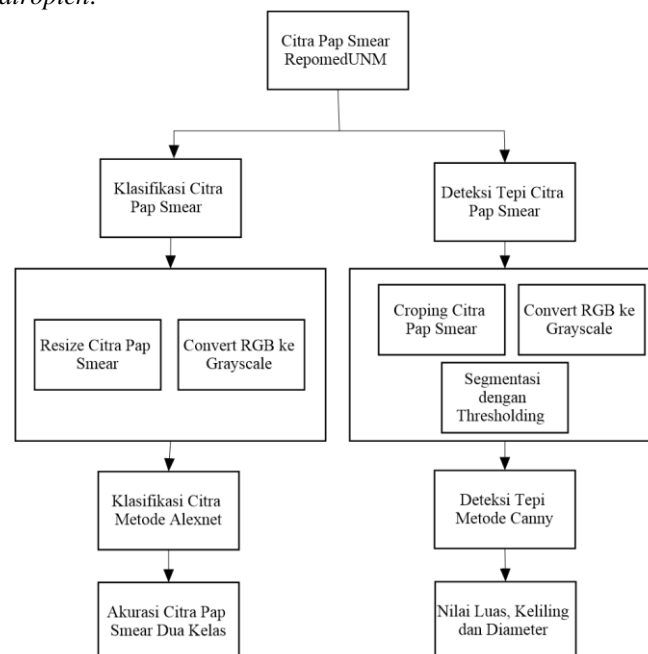 Citra Pap Smear
RepomedUNM
Klasifikasi Citra
Pap Smear
Deteksi Tepi Citra
Pap Smear
Resize Citra Pap
Smear
Convert RGB ke
Grayscale
Croping Citra
Pap Smear
Convert RGB ke
Grayscale
Segmentasi
dengan
Thresholding
Klasifikasi Citra
Metode Alexnet
Deteksi Tepi
Metode Canny
Akurasi Citra Pap
Smear Dua Kelas
Nilai Luas, Keliling
dan Diameter